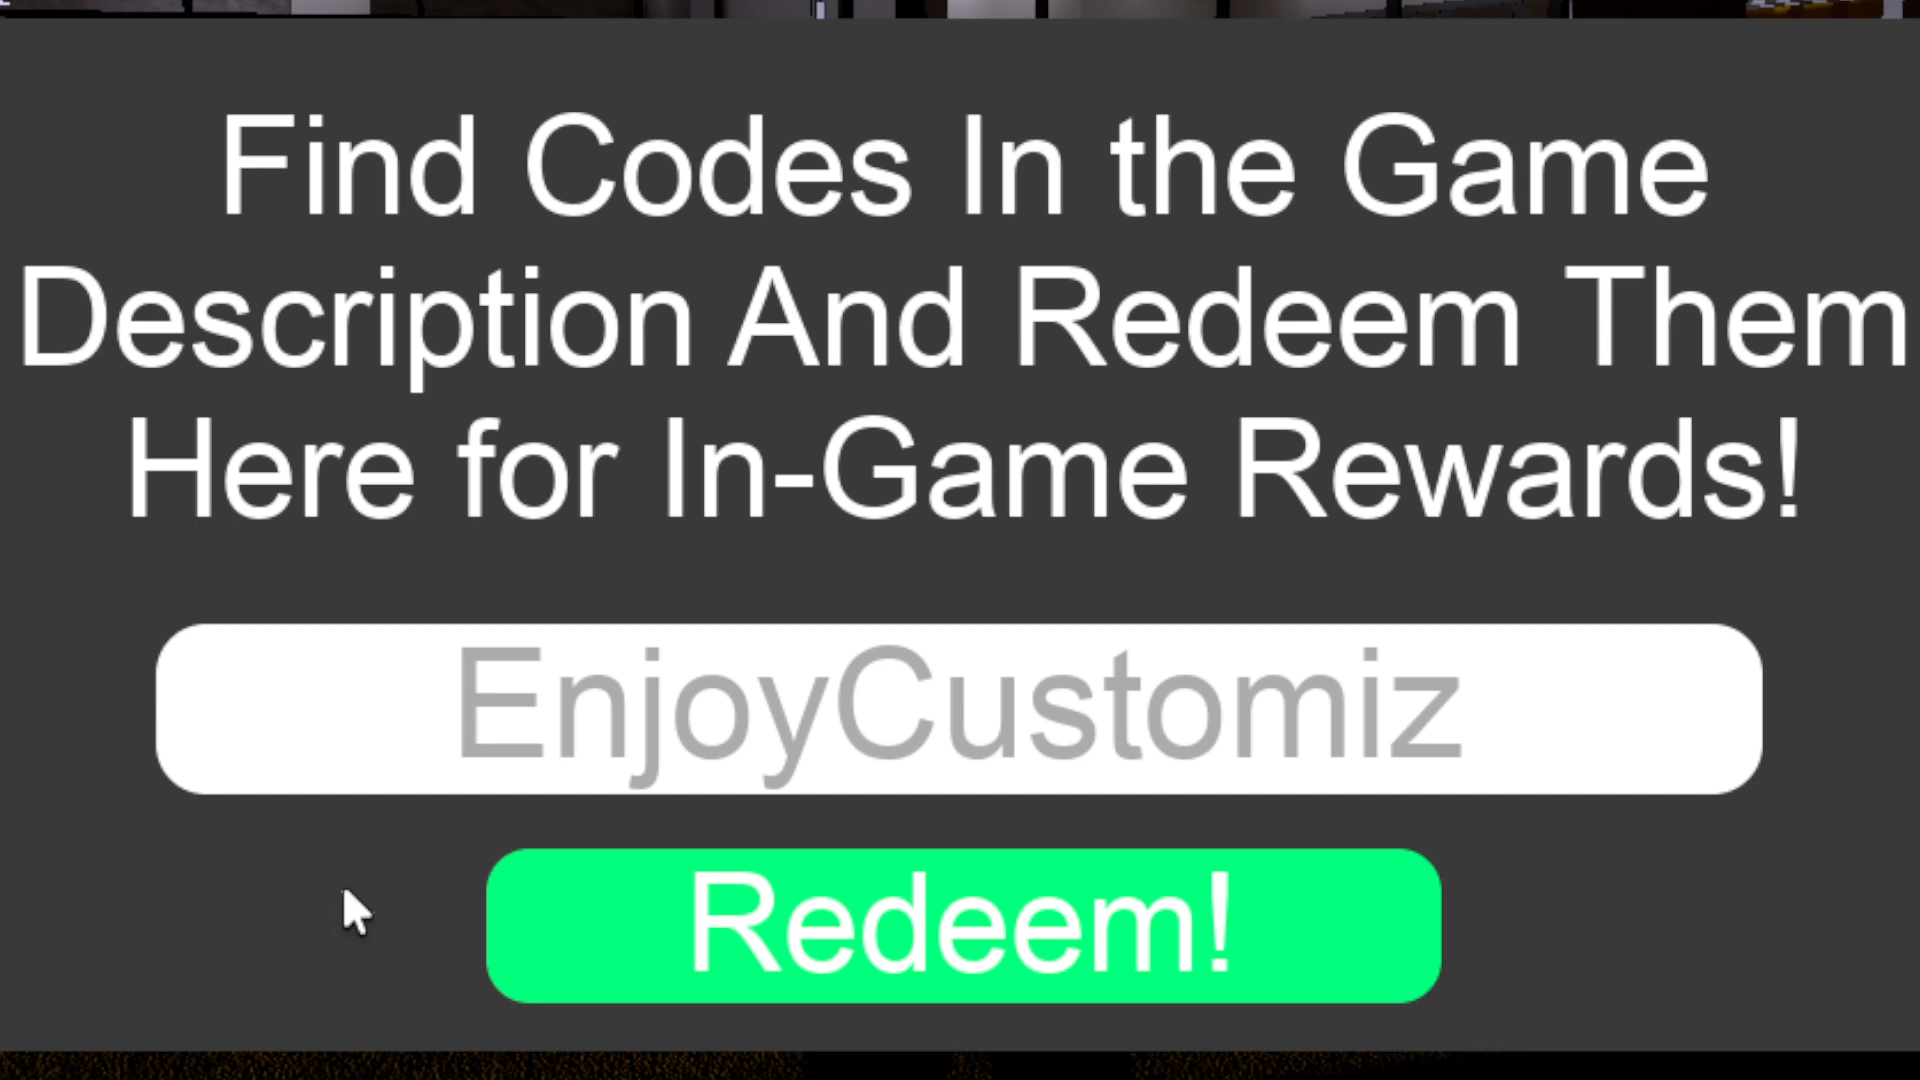 Find Codes In the Game
Description And Redeem Them
Here for In-Game Rewards!
EnjoyCustomiz
Redeem!